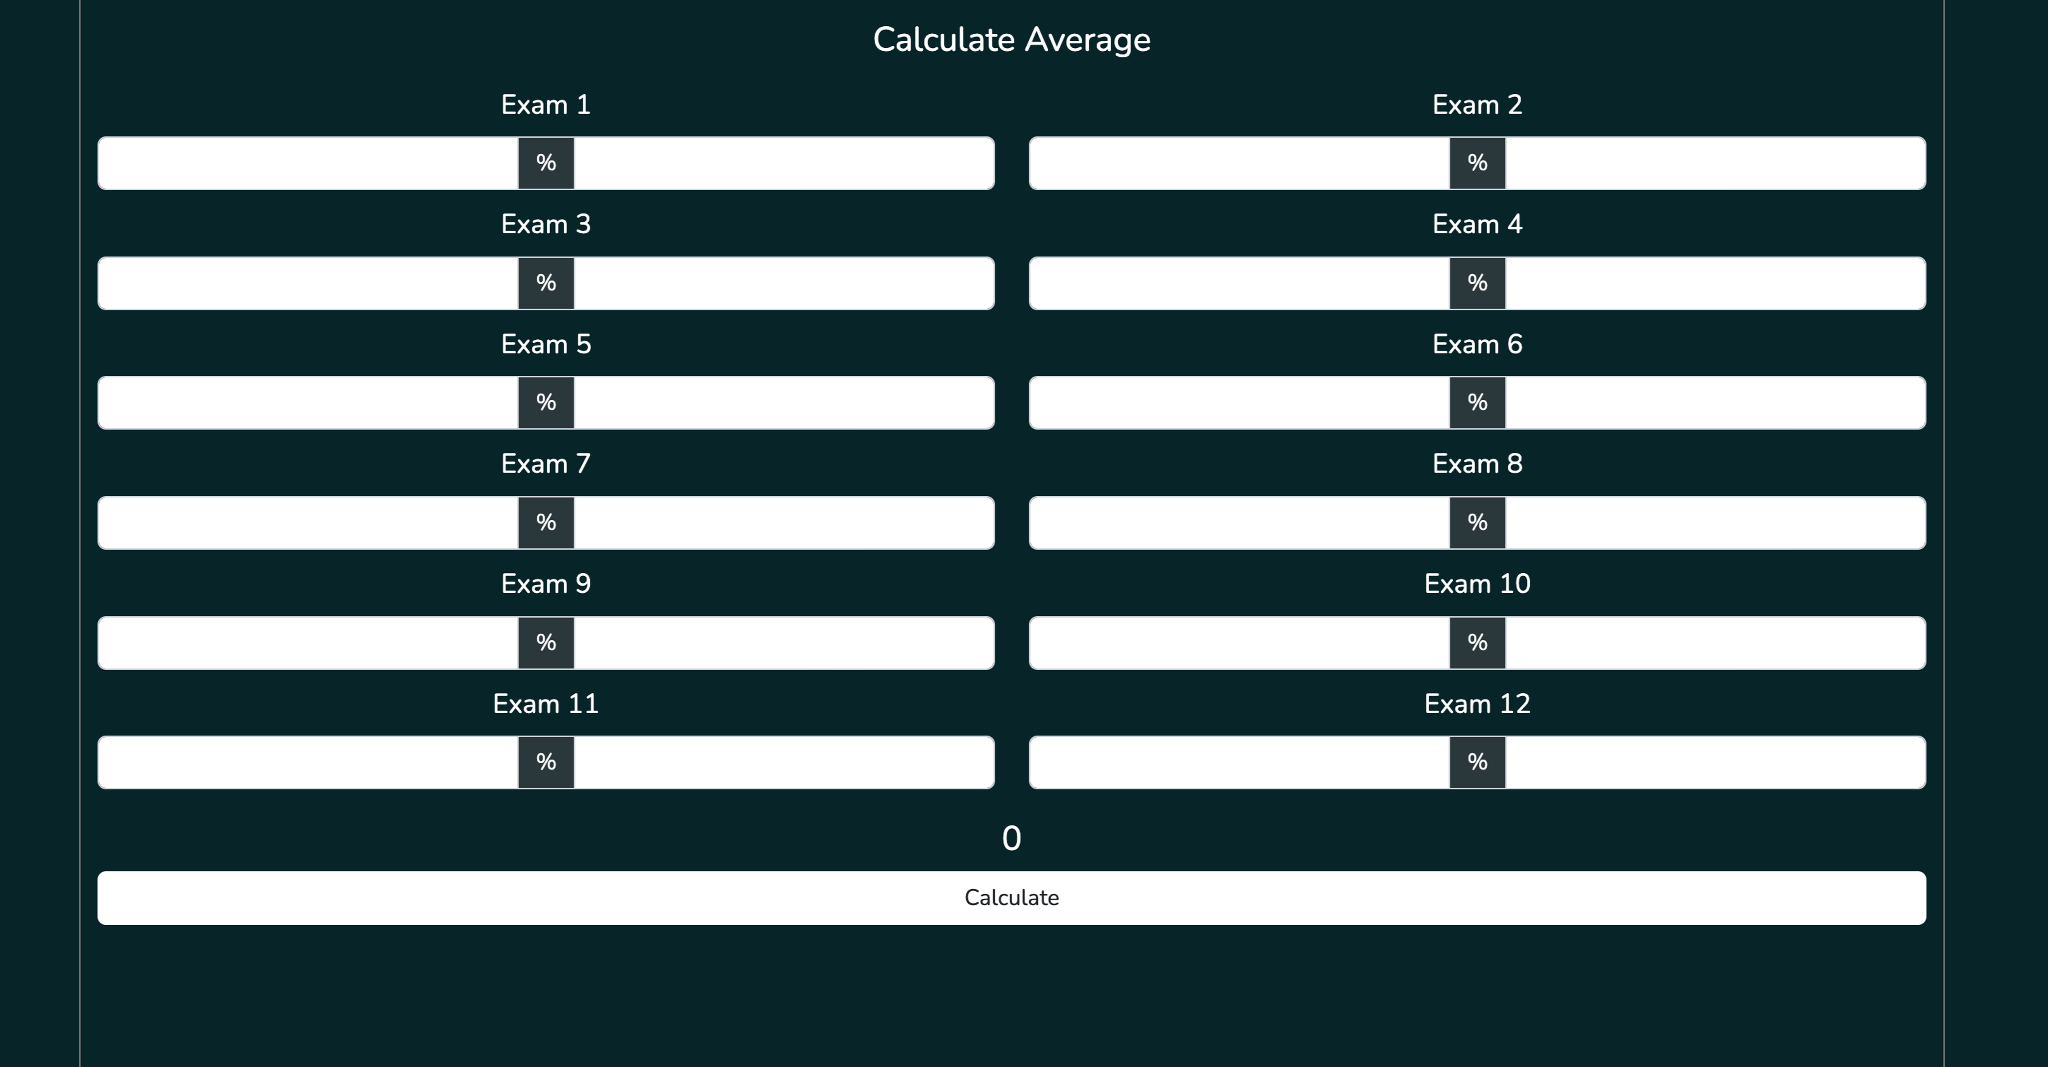 Calculate Average
Exam 1
Exam 2
%
%
Exam 3
Exam 4
%
%
Exam 5
Exam 6
%
%
Exam 7
Exam 8
%
%
Exam 9
Exam 10
%
%
Exam 11
Exam 12
%
%
0
Calculate